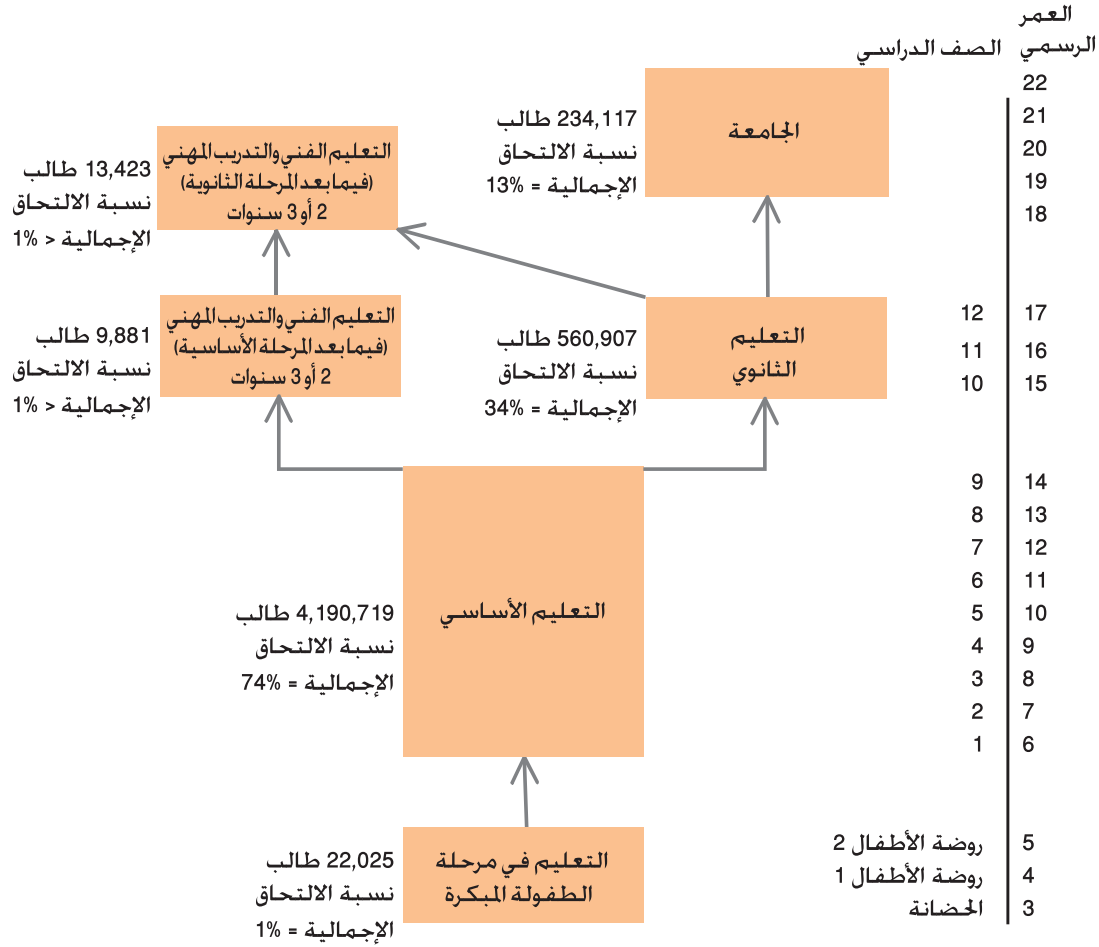 العمر
الرسمي
الصف الدراسي
22
21
20
19
18
الجامعة
234,117 طالب
نسبة الالتحاق
الإجمالية = 13%
التعليم الفني والتدريب المهني
(فيما بعد المرحلة الثانوية)
2 أو 3 سنوات
13,423 طالب
نسبة الالتحاق
الإجمالية < 1%
17 12
16 11
15 10
التعليم
الثانوي
560,907 طالب
نسبة الالتحاق
الإجمالية = 34%
التعليم الفني والتدريب المهني
(فيما بعد المرحلة الأساسية)
2 أو 3 سنوات
9,881 طالب
نسبة الالتحاق
الإجمالية < 1%
14 9
13 8
12 7
11 6
10 5
9 4
8 3
7 2
6 1
التعليم الأساسي
4,190,719 طالب
نسبة الالتحاق
الإجمالية = 74%
5 روضة الأطفال 2
4 روضة الأطفال 1
3 الحضانة
التعليم في مرحلة
الطفولة المبكرة
22,025 طالب
نسبة الالتحاق
الإجمالية = 1%